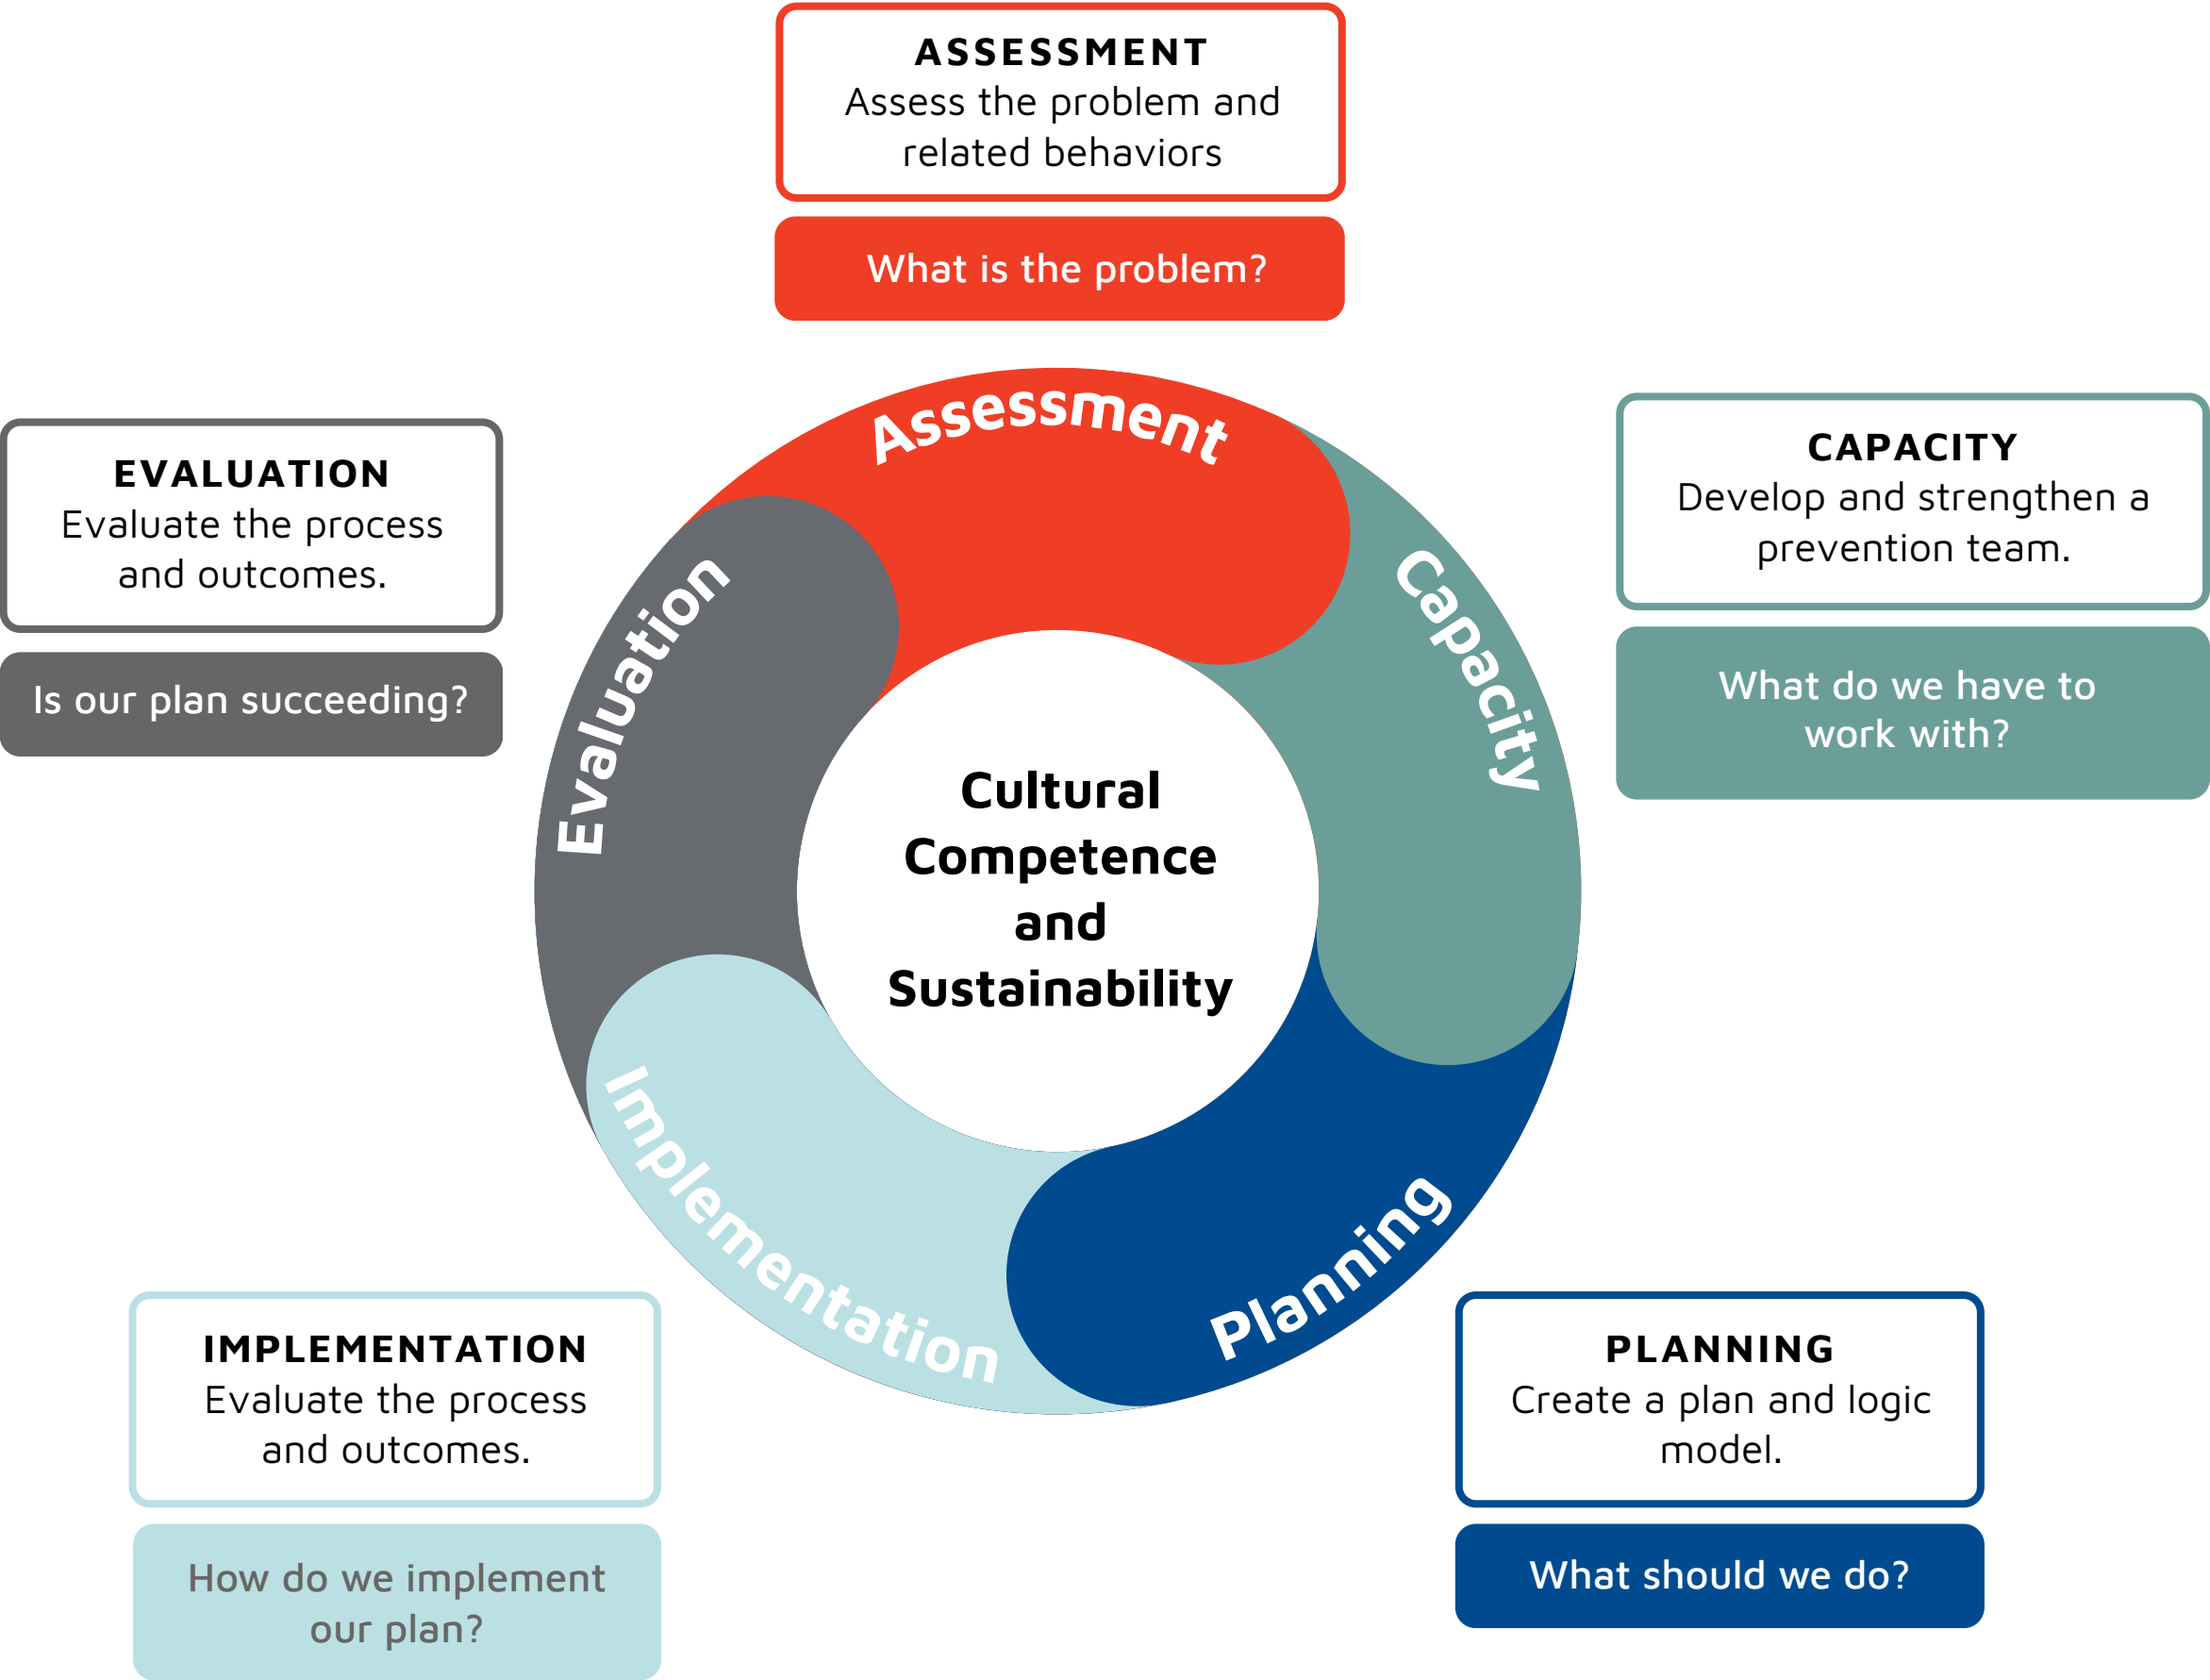 ASSESSMENT
Assess the problem and
related behaviors
What is the problem?
Assessment
CAPACITY
Develop and strengthen a
prevention team.
What do we have to
work with?
Capacity
EVALUATION
Evaluate the process
and outcomes.
Is our plan succeeding?
Evaluation
Cultural
Competence
and
Sustainability
Implementation
Planning
IMPLEMENTATION
Evaluate the process
and outcomes.
How do we implement
our plan?
PLANNING
Create a plan and logic
model.
What should we do?